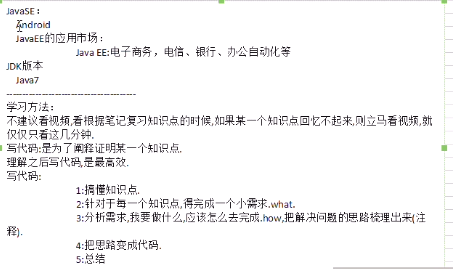 JavaSE：
Android
JavaEE的应用市场：
Java EE:电子商务，电信、银行、办公自动化等
JDK版本
Java7
----------------------------------------
学习方法：
不建议看视频,看根据笔记复习知识点的时候,如果某一个知识点回忆不起来,则立马看视频,就
仅仅只看这几分钟.
写代码:是为了阐释证明某一个知识点.
理解之后写代码,是最高效.
写代码:
1:搞懂知识点.
2:针对于每一个知识点,得完成一个小需求.what.
3:分析需求,我要做什么,应该怎么去完成.how,把解决问题的思路梳理出来(注
释).
4:把思路变成代码.
5:总结